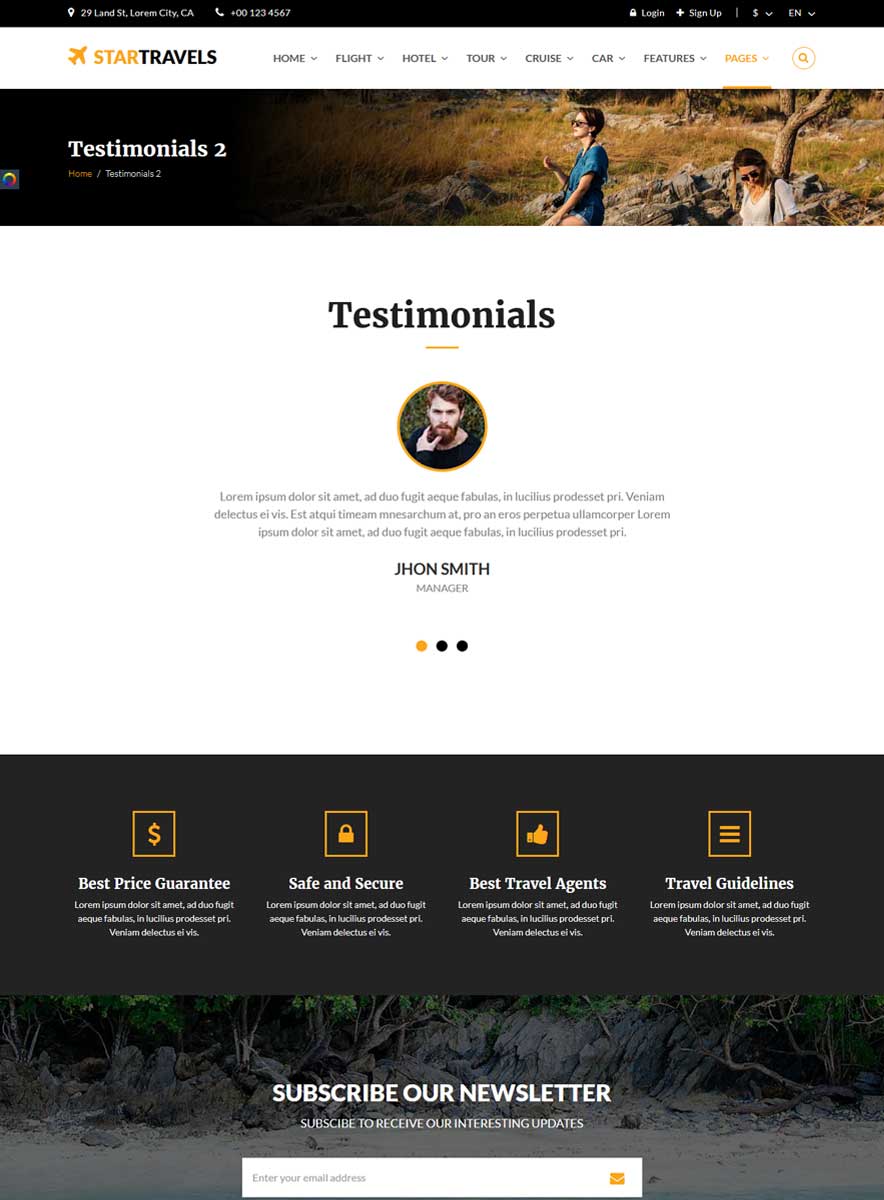 29 Land St, Lorem City, CA +00 123 4567 Login Sign Up | $ EN
STARTRAVELS HOME FLIGHT HOTEL TOUR CRUISE CAR FEATURES PAGES
Testimonials 2
Home / Testimonials 2
Testimonials
Lorem ipsum dolor sit amet, ad duo fugit aeque fabulas, in lucilius prodesset pri. Veniam
delectus ei vis. Est atqui timeam mnesarchum at, pro an eros perpetua ullamcorper Lorem
ipsum dolor sit amet, ad duo fugit aeque fabulas, in lucilius prodesset pri.
JHON SMITH
MANAGER
$
Best Price Guarantee
Lorem ipsum dolor sit amet, ad duo fugit
aeque fabulas, in lucilius prodesset pri.
Veniam delectus ei vis.
Safe and Secure
Lorem ipsum dolor sit amet, ad duo fugit
aeque fabulas, in lucilius prodesset pri.
Veniam delectus ei vis.
Best Travel Agents
Lorem ipsum dolor sit amet, ad duo fugit
aeque fabulas, in lucilius prodesset pri.
Veniam delectus ei vis.
Travel Guidelines
Lorem ipsum dolor sit amet, ad duo fugit
aeque fabulas, in lucilius prodesset pri.
Veniam delectus ei vis.
SUBSCRIBE OUR NEWSLETTER
SUBSCIBE TO RECEIVE OUR INTERESTING UPDATES
Enter your email address